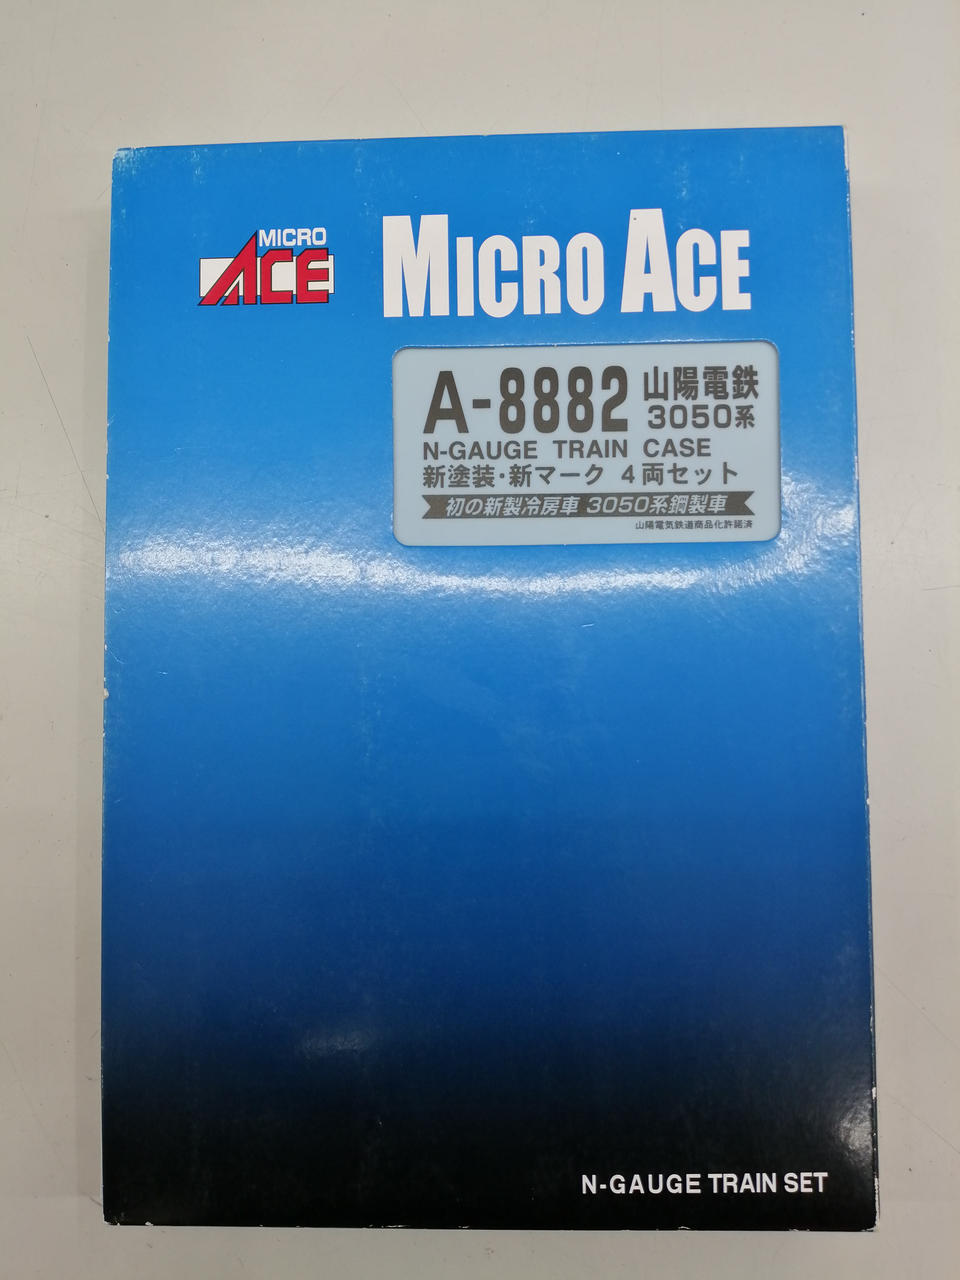 MICRO
ACE
MICRO ACE
A-8882 山陽電鉄
3050系
N-GAUGE TRAIN CASE
新塗装・新マーク 4両セット
初の新製冷房車 3050系鋼製車
山陽電気鉄道商品化許諾済
N-GAUGE TRAIN SET